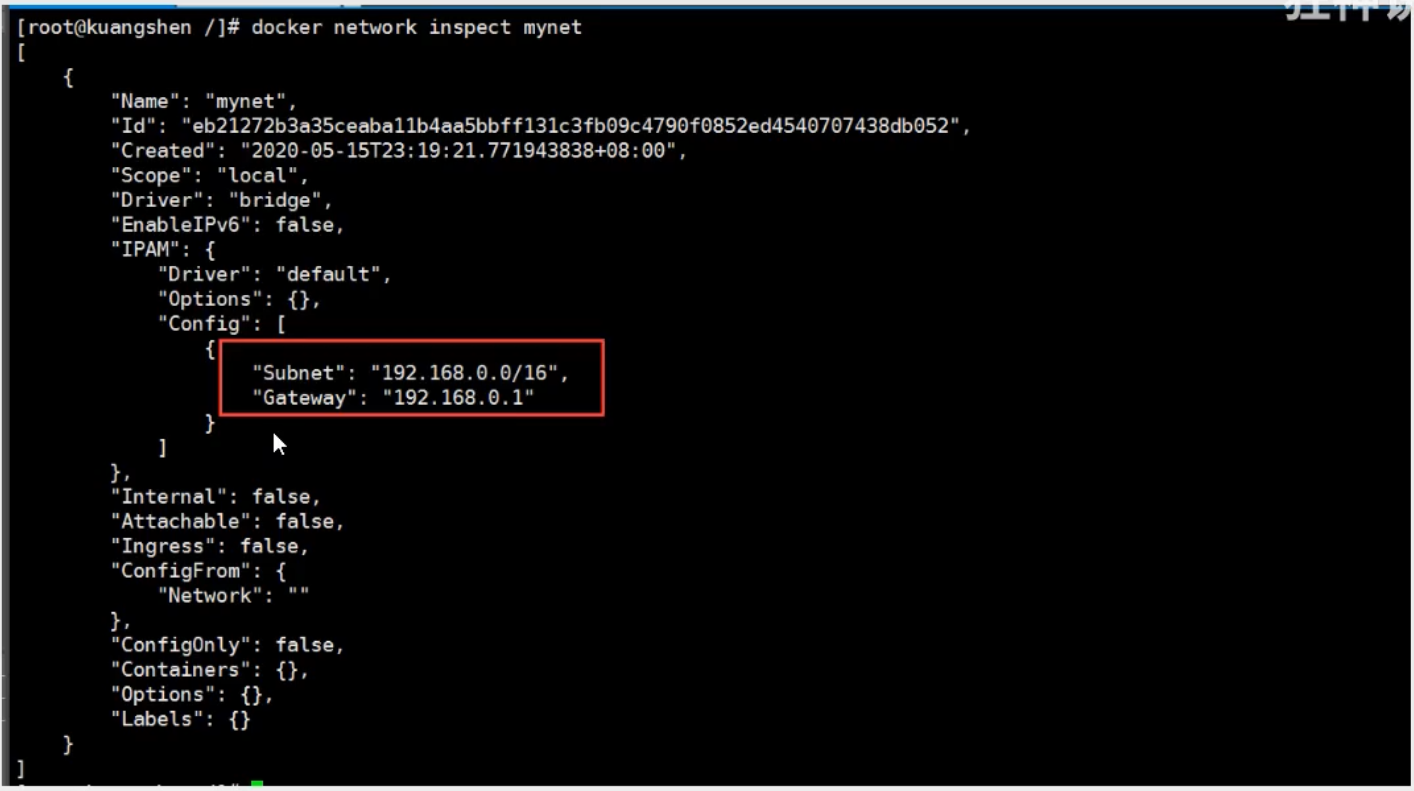 [root@kuangshen /]# docker network inspect mynet
[
    {
        "Name": "mynet",
        "Id": "eb21272b3a35ceaba11b4aa5bbff131c3fb09c4790f0852ed4540707438db052",
        "Created": "2020-05-15T23:19:21.771943838+08:00",
        "Scope": "local",
        "Driver": "bridge",
        "EnableIPv6": false,
        "IPAM": {
            "Driver": "default",
            "Options": {},
            "Config": [
                {
                    "Subnet": "192.168.0.0/16",
                    "Gateway": "192.168.0.1"
                }
            ]
        },
        "Internal": false,
        "Attachable": false,
        "Ingress": false,
        "ConfigFrom": {
            "Network": ""
        },
        "ConfigOnly": false,
        "Containers": {},
        "Options": {},
        "Labels": {}
    }
]